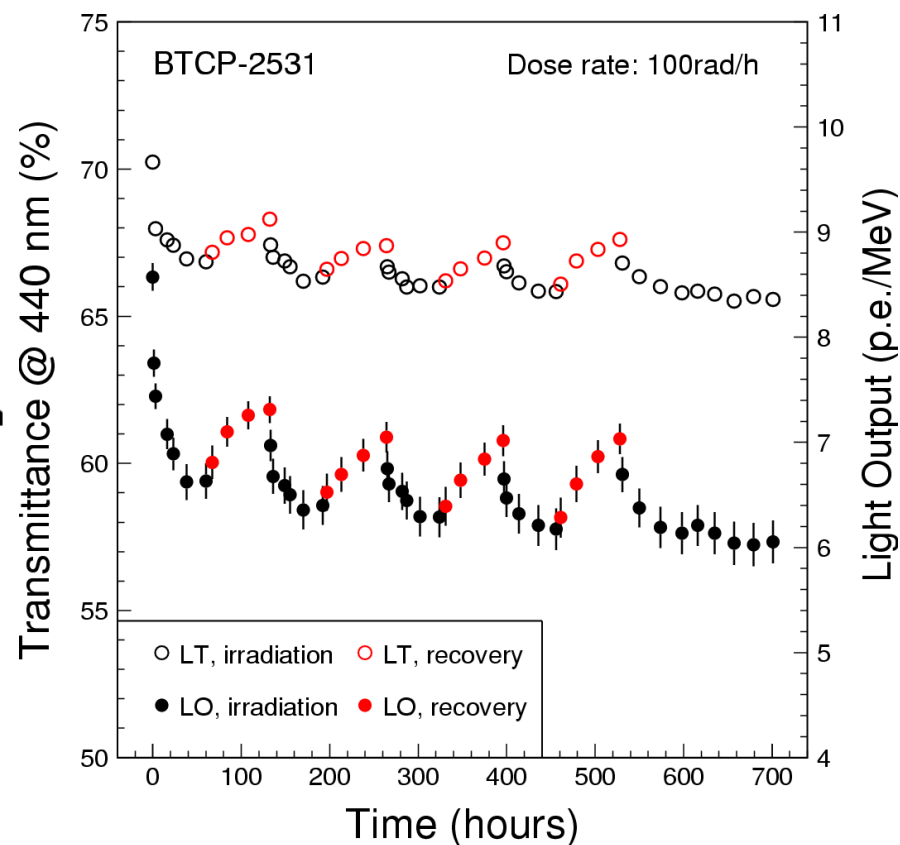 BTCP-2531
Dose rate: 100rad/h
Transmittance @ 440 nm (%)
75
70
65
60
55
50
Light Output (p.e./MeV)
11
10
9
8
7
6
5
4
LT, irradiation
LT, recovery
LO, irradiation
LO, recovery
0 100 200 300 400 500 600 700
Time (hours)